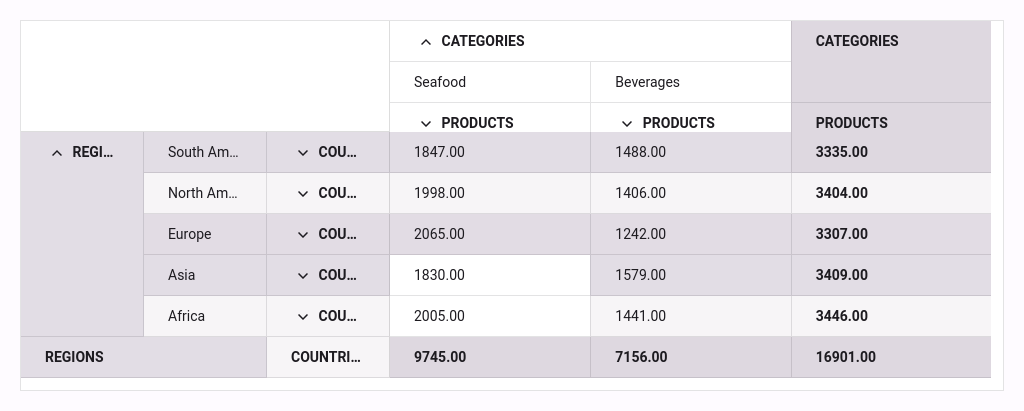 CATEGORIES CATEGORIES
Seafood Beverages
PRODUCTS PRODUCTS PRODUCTS
REGI... South Am... COU... 1847.00 1488.00 3335.00
North Am... COU... 1998.00 1406.00 3404.00
Europe COU... 2065.00 1242.00 3307.00
Asia COU... 1830.00 1579.00 3409.00
Africa COU... 2005.00 1441.00 3446.00
REGIONS COUNTRI... 9745.00 7156.00 16901.00